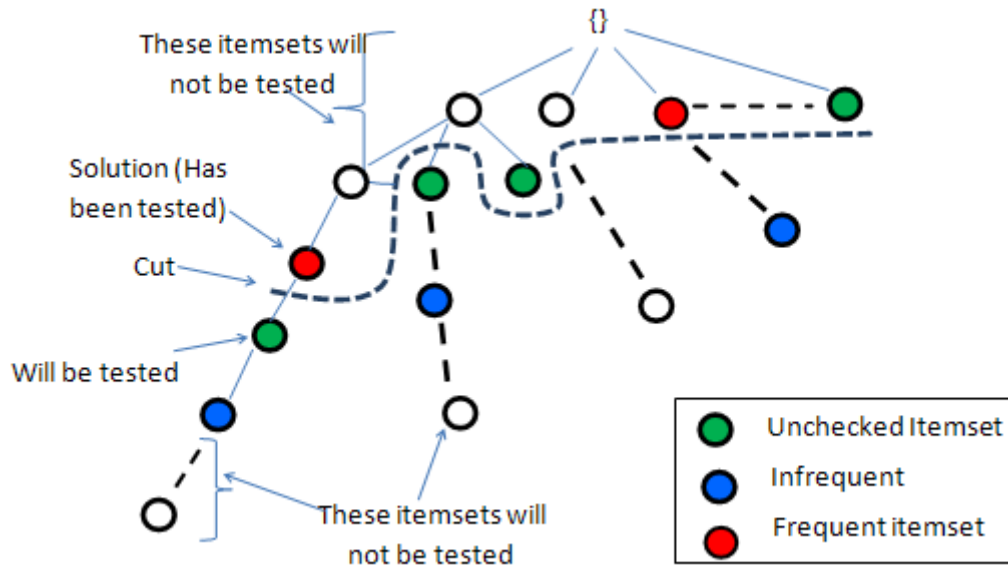 {}
These itemsets will
not be tested
Solution (Has
been tested)
Cut
Will be tested
These itemsets will
not be tested
Unchecked Itemset
Infrequent
Frequent itemset